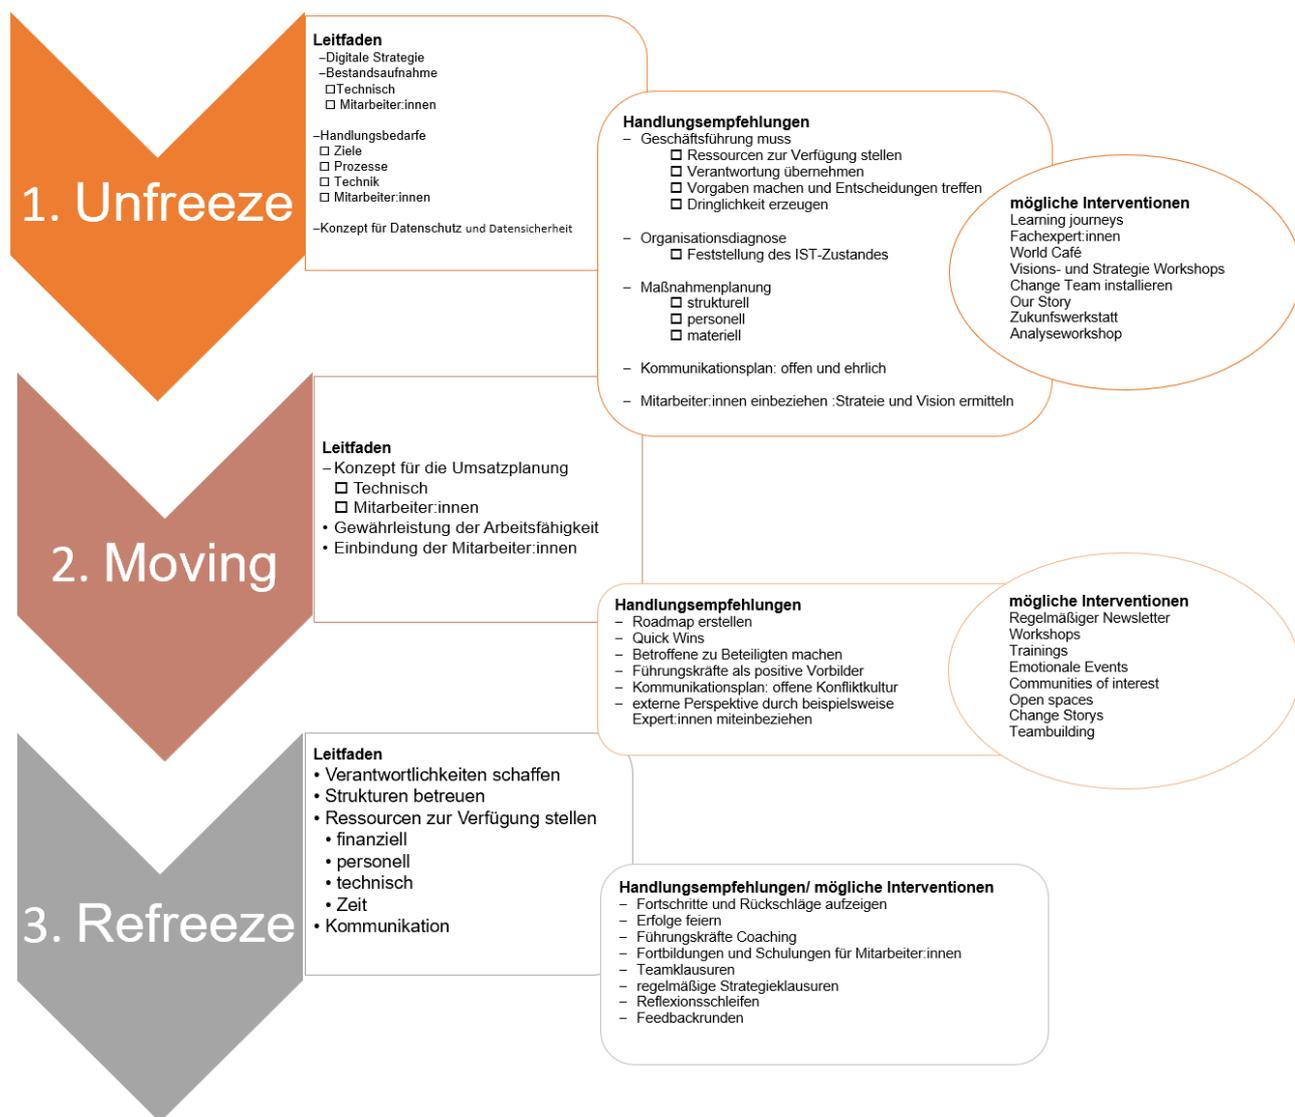 1. Unfreeze
Leitfaden
–Digitale Strategie
–Bestandsaufnahme
☐Technisch
☐ Mitarbeiter:innen
–Handlungsbedarfe
☐ Ziele
☐ Prozesse
☐ Technik
☐ Mitarbeiter:innen
–Konzept für Datenschutz und Datensicherheit
Handlungsempfehlungen
– Geschäftsführung muss
☐ Ressourcen zur Verfügung stellen
☐ Verantwortung übernehmen
☐ Vorgaben machen und Entscheidungen treffen
☐ Dringlichkeit erzeugen
– Organisationsdiagnose
☐ Feststellung des IST-Zustandes
– Maßnahmenplanung
☐ strukturell
☐ personell
☐ materiell
– Kommunikationsplan: offen und ehrlich
– Mitarbeiter:innen einbeziehen :Strateie und Vision ermitteln
mögliche Interventionen
Learning journeys
Fachexpert:innen
World Café
Visions- und Strategie Workshops
Change Team installieren
Our Story
Zukunfswerkstatt
Analyseworkshop
2. Moving
Leitfaden
– Konzept für die Umsatzplanung
☐ Technisch
☐ Mitarbeiter:innen
• Gewährleistung der Arbeitsfähigkeit
• Einbindung der Mitarbeiter:innen
Handlungsempfehlungen
– Roadmap erstellen
– Quick Wins
– Betroffene zu Beteiligten machen
– Führungskräfte als positive Vorbilder
– Kommunikationsplan: offene Konfliktkultur
– externe Perspektive durch beispielsweise
Expert:innen miteinbeziehen
mögliche Interventionen
Regelmäßiger Newsletter
Workshops
Trainings
Emotionale Events
Communities of interest
Open spaces
Change Storys
Teambuilding
3. Refreeze
Leitfaden
• Verantwortlichkeiten schaffen
• Strukturen betreuen
• Ressourcen zur Verfügung stellen
• finanziell
• personell
• technisch
• Zeit
• Kommunikation
Handlungsempfehlungen/ mögliche Interventionen
– Fortschritte und Rückschläge aufzeigen
– Erfolge feiern
– Führungskräfte Coaching
– Fortbildungen und Schulungen für Mitarbeiter:innen
– Teamklausuren
– regelmäßige Strategieklausuren
– Reflexionsschleifen
– Feedbackrunden